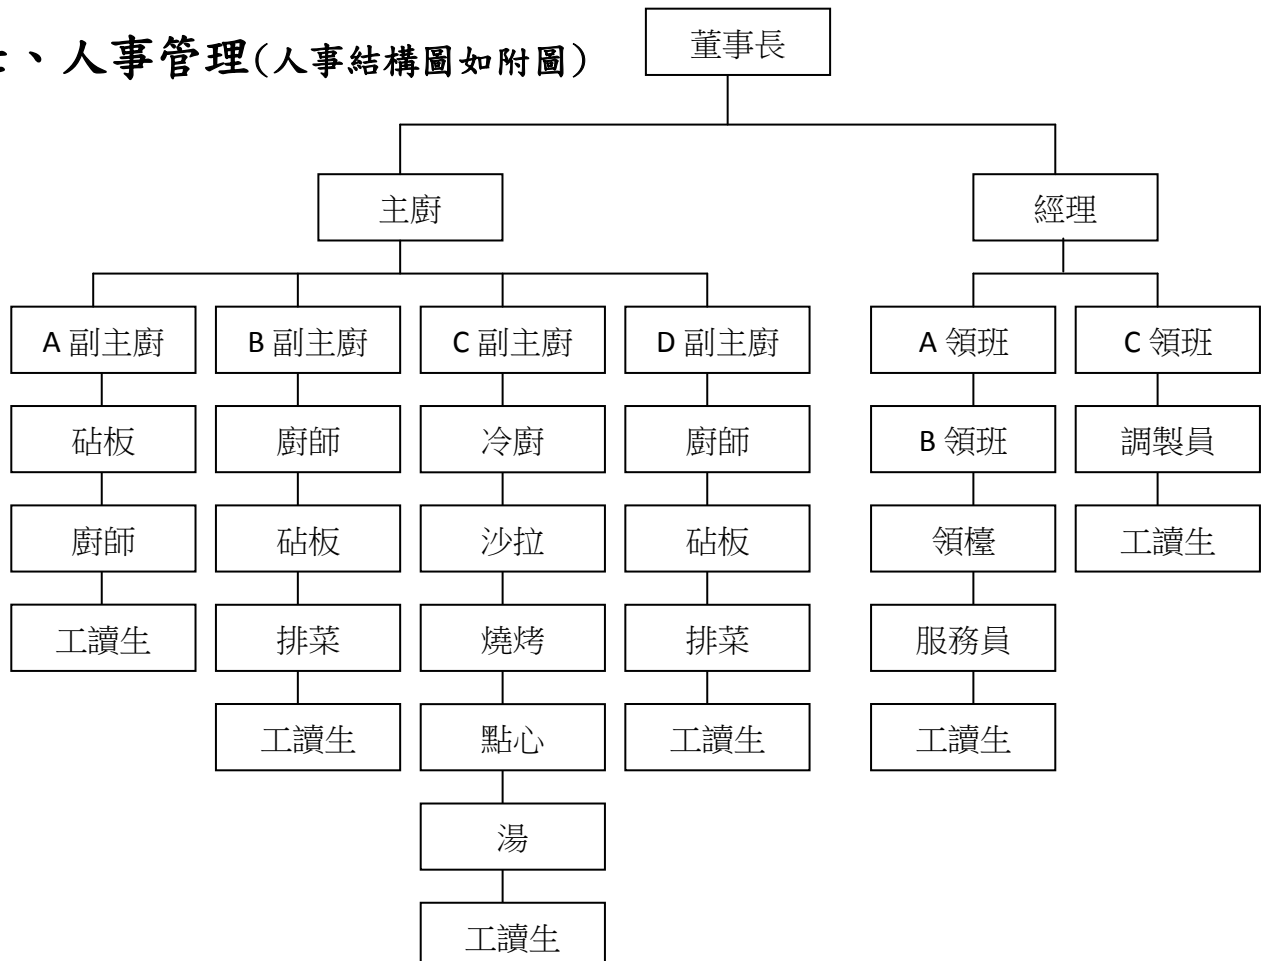 、人事管理(人事結構圖如附圖)
董事長
主廚
經理
A 副主廚
B 副主廚
C 副主廚
D 副主廚
A 領班
C 領班
砧板
廚師
冷廚
廚師
B 領班
調製員
廚師
砧板
沙拉
砧板
領檯
工讀生
工讀生
排菜
燒烤
排菜
服務員
工讀生
點心
工讀生
工讀生
湯
工讀生